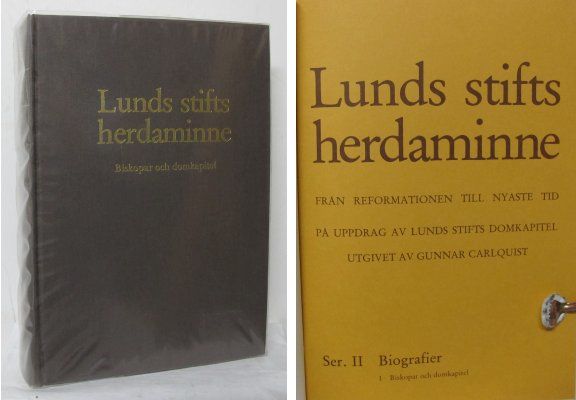 Lunds stifts
herdaminne
Biskopar och domkapitel
Lunds stifts
herdaminne
FRÅN REFORMATIONEN TILL NYASTE TID
PÅ UPPDRAG AV LUNDS STIFTS DOMKAPITEL
UTGIVET AV GUNNAR CARLQUIST
Ser. II Biografier
1 Biskopar och domkapitel